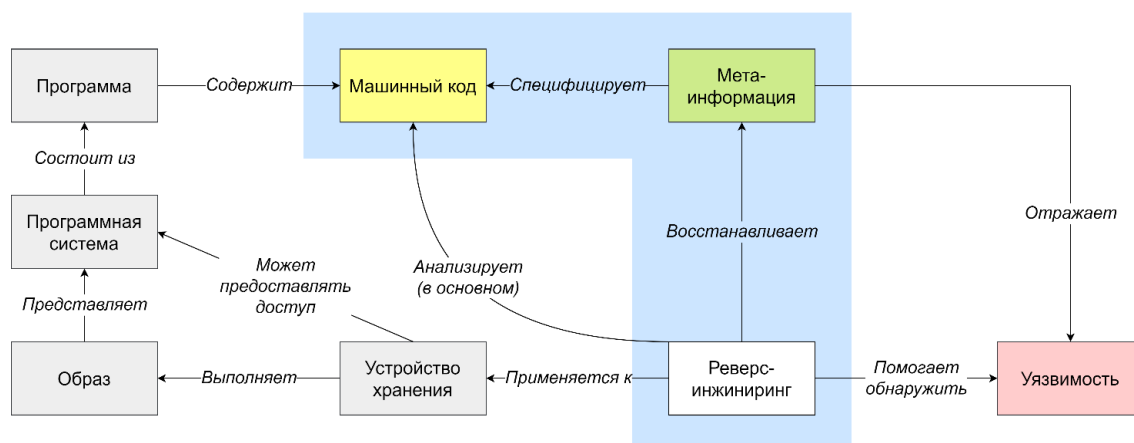 Программа
Содержит
Машинный код
Специфицирует
Мета-
информация
Состоит из
Программная
система
Отражает
Восстанавливает
Может
предоставлять
доступ
Анализирует
(в основном)
Представляет
Образ
Выполняет
Устройство
хранения
Применяется к
Реверс-
инжиниринг
Помогает
обнаружить
Уязвимость